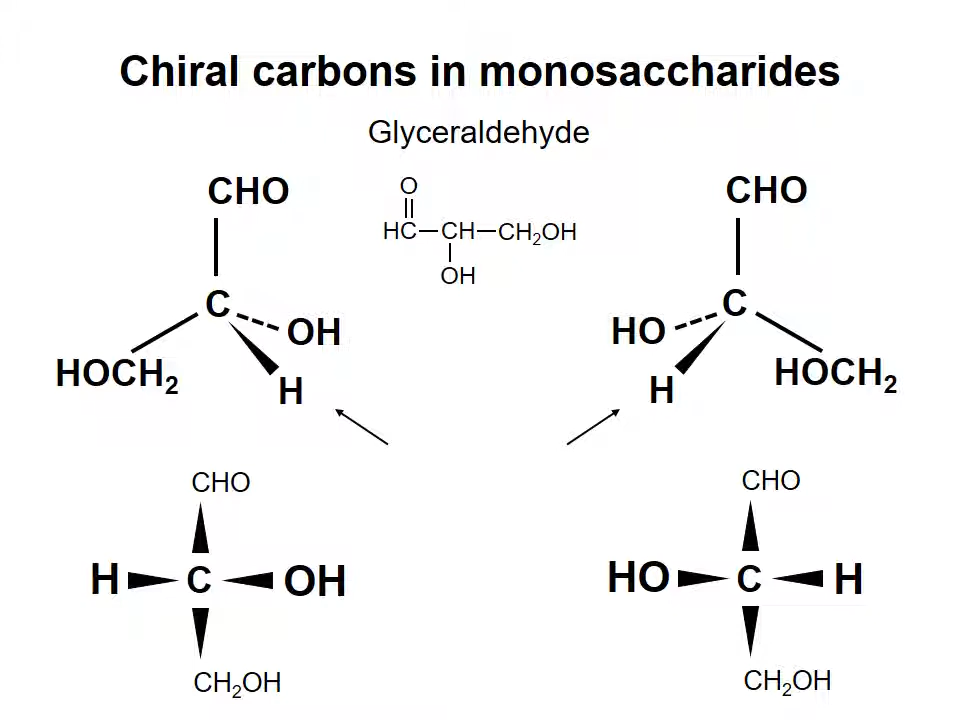 Chiral carbons in monosaccharides
Glyceraldehyde
CHO
O
CHO
HC CH CH₂OH
OH
C
C
OH
HO
HOCH₂
HOCH₂
H
H
CHO
CHO
H C OH
HO C H
CH₂OH
CH₂OH